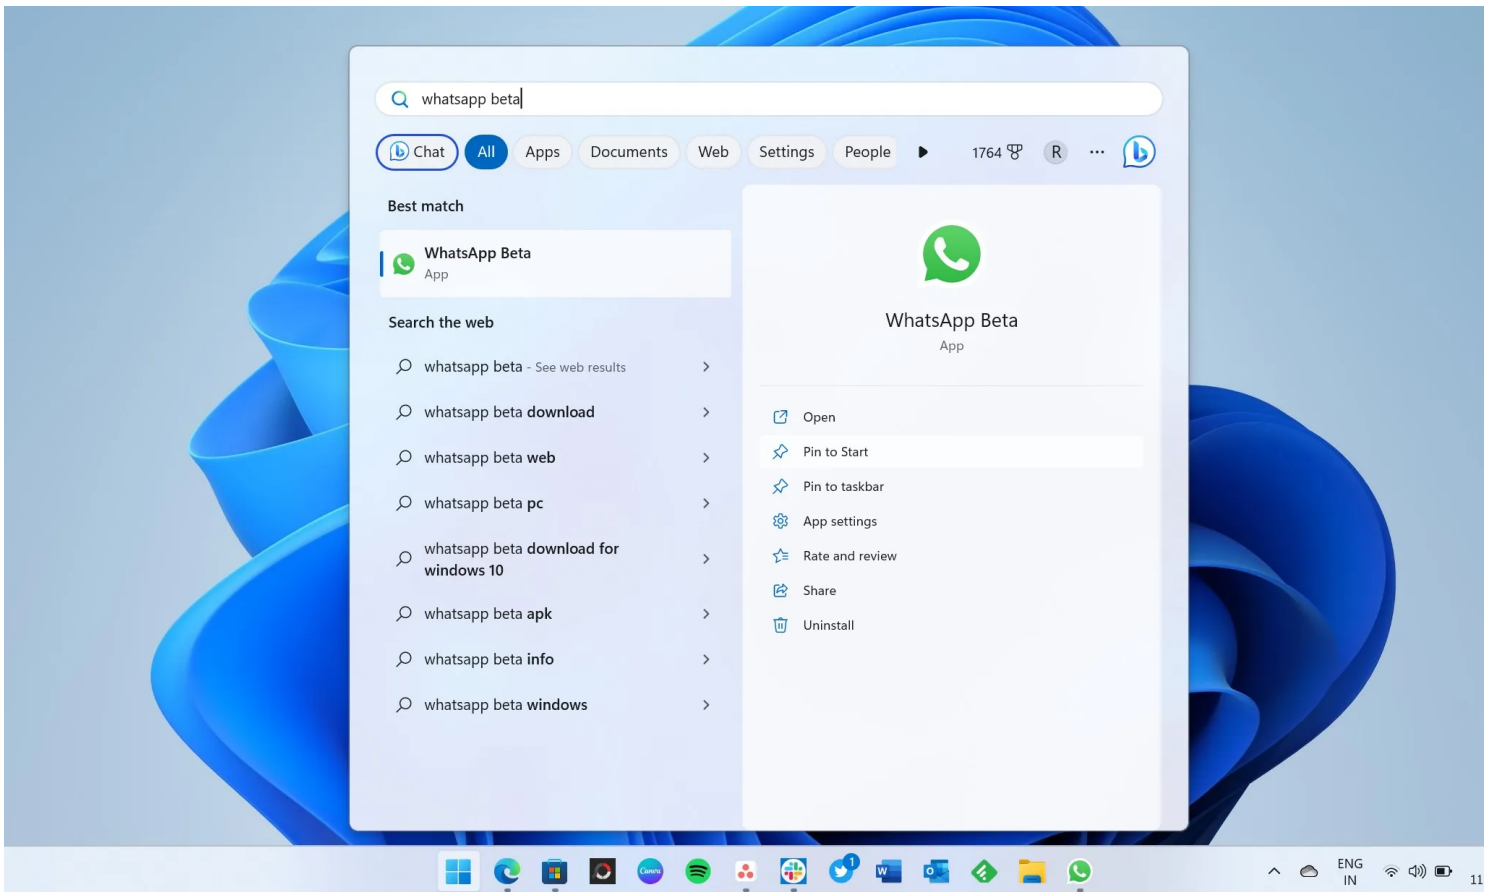 whatsapp beta
Chat All Apps Documents Web Settings People 1764 R ...
Best match
WhatsApp Beta
App
Search the web
whatsapp beta - See web results
whatsapp beta download
whatsapp beta web
whatsapp beta pc
whatsapp beta download for
windows 10
whatsapp beta apk
whatsapp beta info
whatsapp beta windows
WhatsApp Beta
App
Open
Pin to Start
Pin to taskbar
App settings
Rate and review
Share
Uninstall
Canva
1
W
O
ENG
IN
11